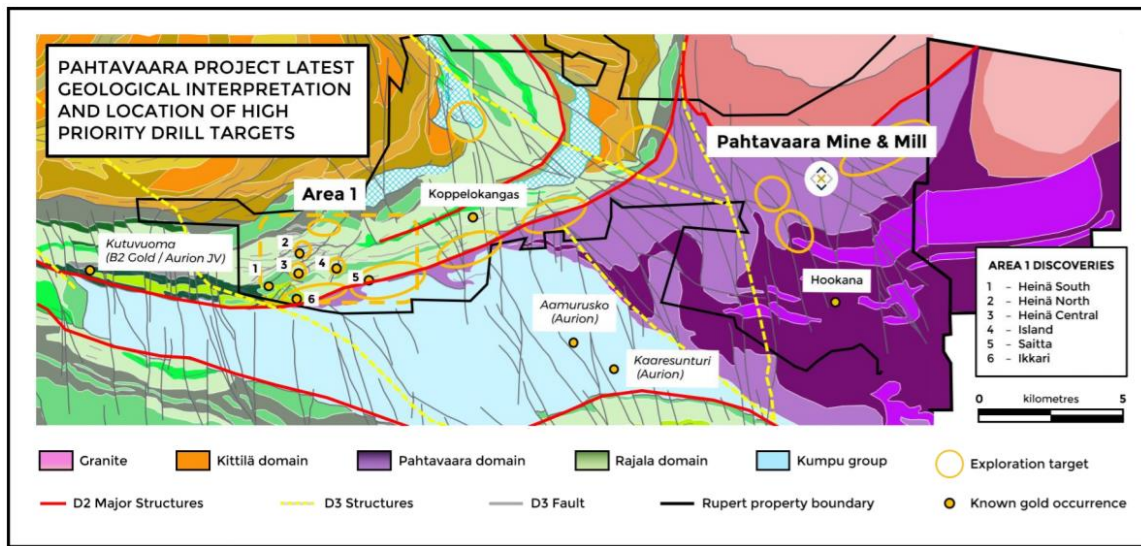 PAHTAVAARA PROJECT LATEST
GEOLOGICAL INTERPRETATION
AND LOCATION OF HIGH
PRIORITY DRILL TARGETS
Pahtavaara Mine & Mill
Area 1
Koppelokangas
Kutuvuoma
(B2 Gold / Aurion JV)
2
3
4
1
5
6
Hookana
Aamurusko
(Aurion)
Kaaresunturi
(Aurion)
AREA 1 DISCOVERIES
1 – Heinä South
2 – Heinä North
3 – Heinä Central
4 – Island
5 – Saitta
6 – Ikkari
0 kilometres 5
Granite Kittilä domain Pahtavaara domain Rajala domain Kumpu group Exploration target
D2 Major Structures D3 Structures D3 Fault Rupert property boundary Known gold occurrence